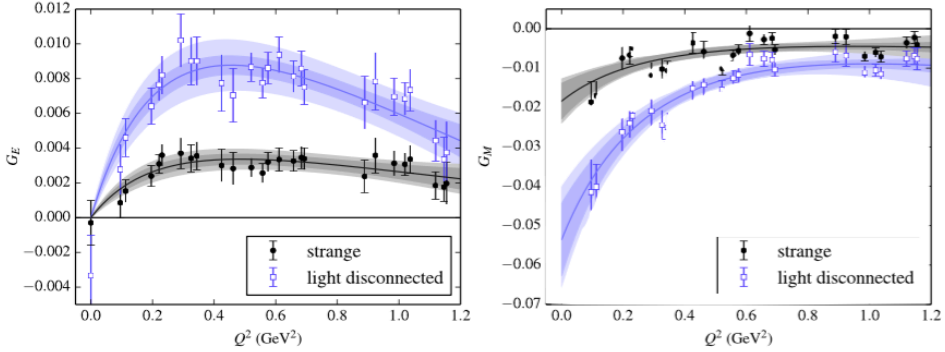 0.012
0.010
0.008
0.006
0.004
0.002
0.000
−0.002
−0.004
G_E
0.0 0.2 0.4 0.6 0.8 1.0 1.2
Q² (GeV²)
strange
light disconnected
0.00
−0.01
−0.02
−0.03
−0.04
−0.05
−0.06
−0.07
G_M
0.0 0.2 0.4 0.6 0.8 1.0 1.2
Q² (GeV²)
strange
light disconnected